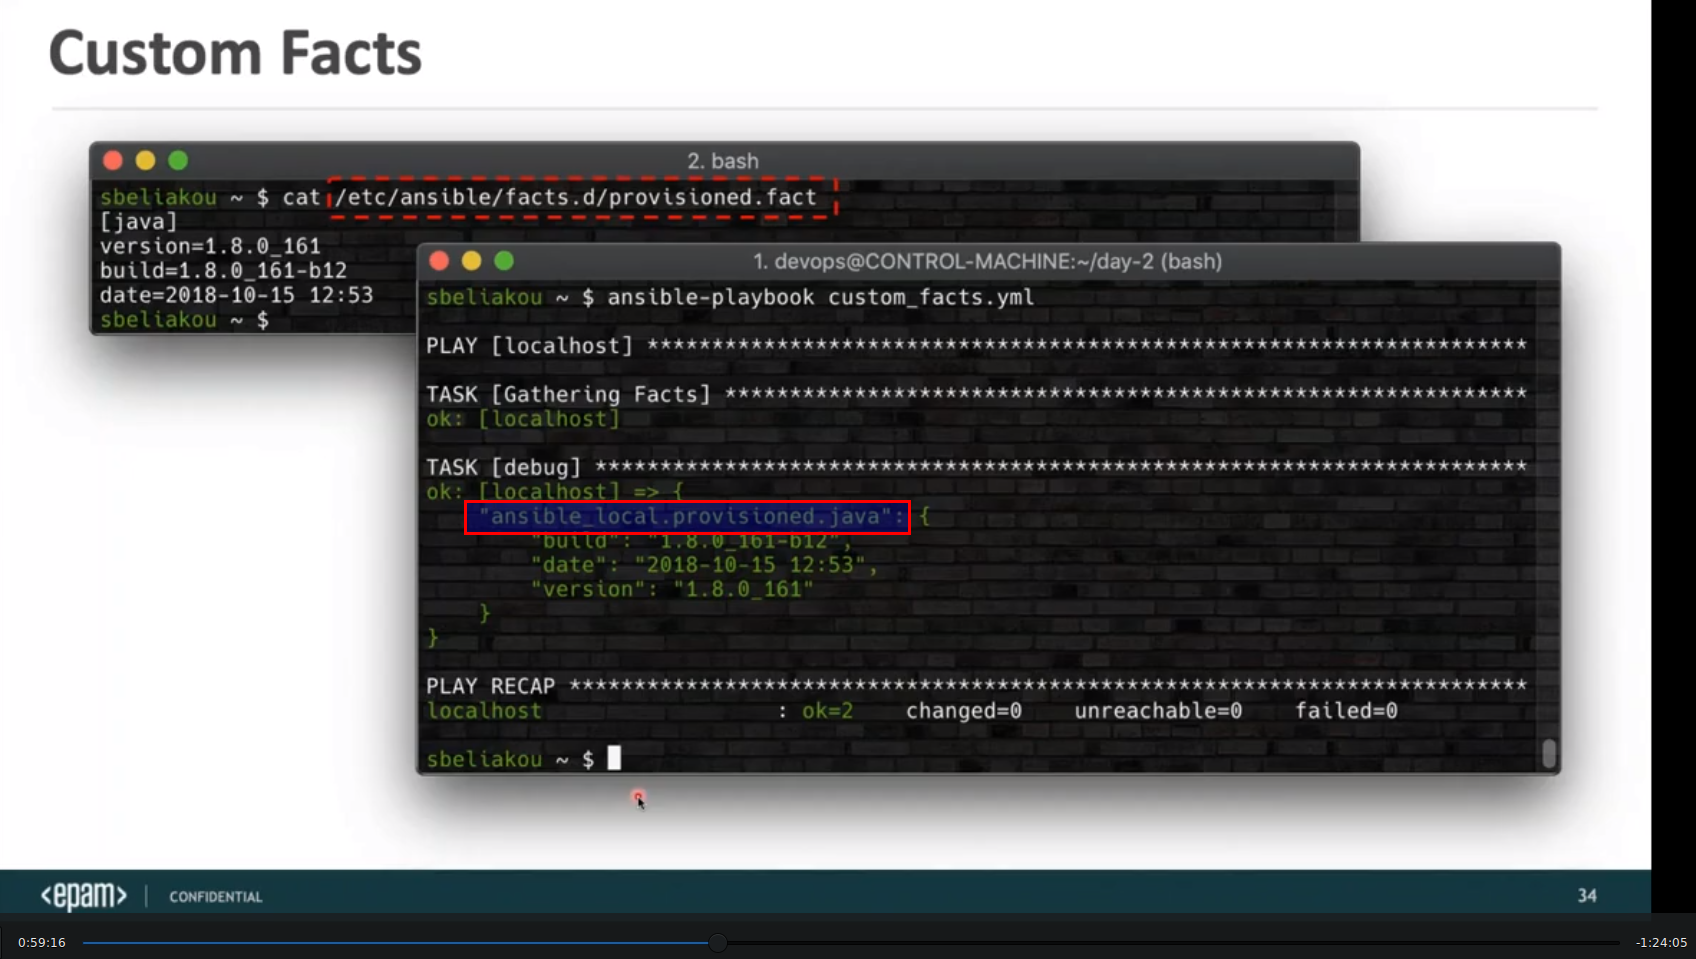 Custom Facts
2. bash
sbeliakou ~ $ cat /etc/ansible/facts.d/provisioned.fact
[java]
version=1.8.0_161
build=1.8.0_161-b12
date=2018-10-15 12:53
sbeliakou ~ $
1. devops@CONTROL-MACHINE:~/day-2 (bash)
sbeliakou ~ $ ansible-playbook custom_facts.yml
PLAY [localhost] ********************************************************************
TASK [Gathering Facts] **************************************************************
ok: [localhost]
TASK [debug] ************************************************************************
ok: [localhost] => {
"ansible_local.provisioned.java": {
"build": "1.8.0_161-b12",
"date": "2018-10-15 12:53",
"version": "1.8.0_161"
}
}
PLAY RECAP **************************************************************************
localhost : ok=2 changed=0 unreachable=0 failed=0
sbeliakou ~ $
<epam> | CONFIDENTIAL
34
0:59:16
-1:24:05